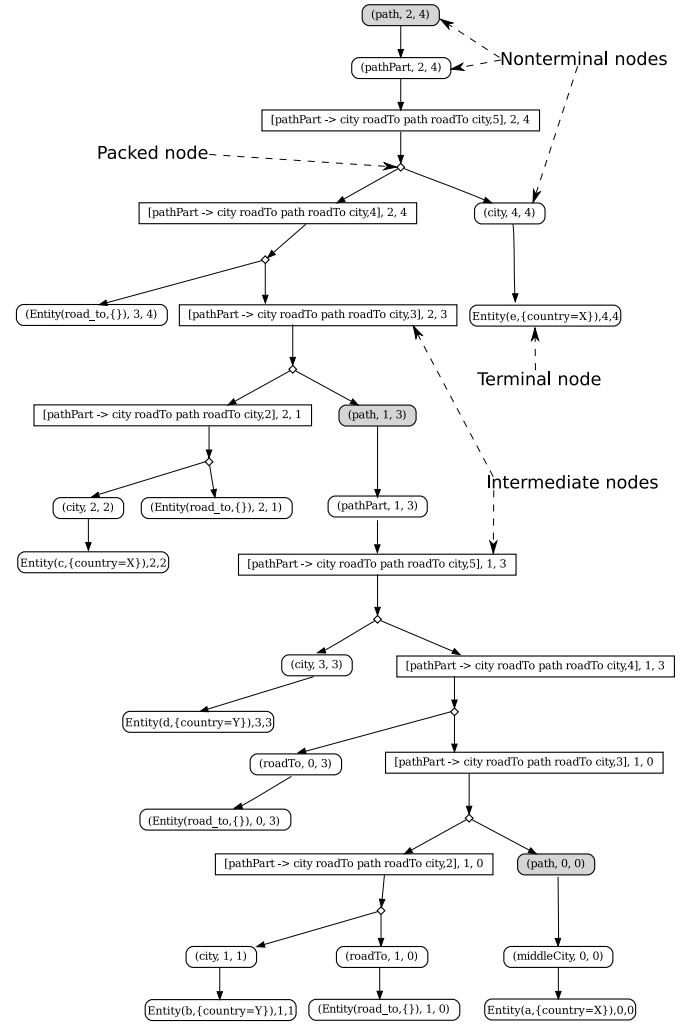 (path, 2, 4)
Nonterminal nodes
(pathPart, 2, 4)
[pathPart -> city roadTo path roadTo city,5], 2, 4
Packed node
[pathPart -> city roadTo path roadTo city,4], 2, 4
(city, 4, 4)
(Entity(road_to,{}), 3, 4)
[pathPart -> city roadTo path roadTo city,3], 2, 3
Entity(e,{country=X}),4,4
Terminal node
[pathPart -> city roadTo path roadTo city,2], 2, 1
(path, 1, 3)
Intermediate nodes
(city, 2, 2)
(Entity(road_to,{}), 2, 1)
(pathPart, 1, 3)
Entity(c,{country=X}),2,2
[pathPart -> city roadTo path roadTo city,5], 1, 3
(city, 3, 3)
[pathPart -> city roadTo path roadTo city,4], 1, 3
Entity(d,{country=Y}),3,3
(roadTo, 0, 3)
[pathPart -> city roadTo path roadTo city,3], 1, 0
(Entity(road_to,{}), 0, 3)
[pathPart -> city roadTo path roadTo city,2], 1, 0
(path, 0, 0)
(city, 1, 1)
(roadTo, 1, 0)
(middleCity, 0, 0)
Entity(b,{country=Y}),1,1
(Entity(road_to,{}), 1, 0)
Entity(a,{country=X}),0,0